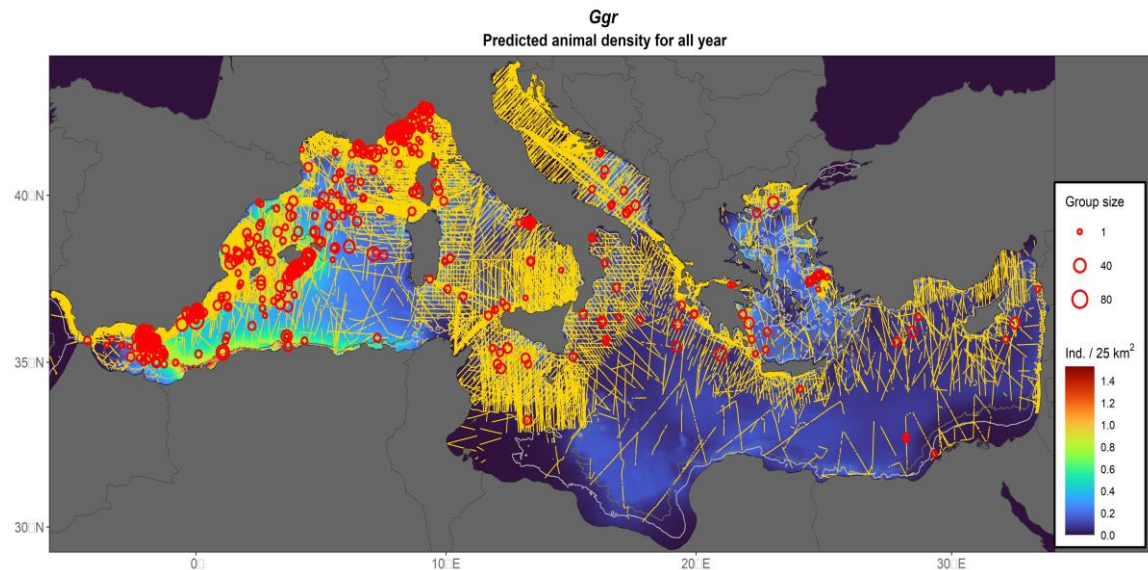 Ggr
Predicted animal density for all year
40□N
35□N
30□N
0□
10□E
20□E
30□E
Group size
1
40
80
Ind. / 25 km²
1.4
1.2
1.0
0.8
0.6
0.4
0.2
0.0